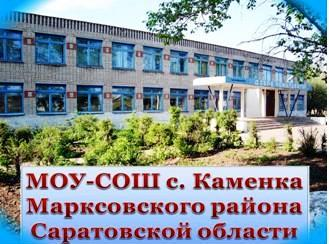 МОУ-СОШ с. Каменка
Марксовского района
Саратовской области